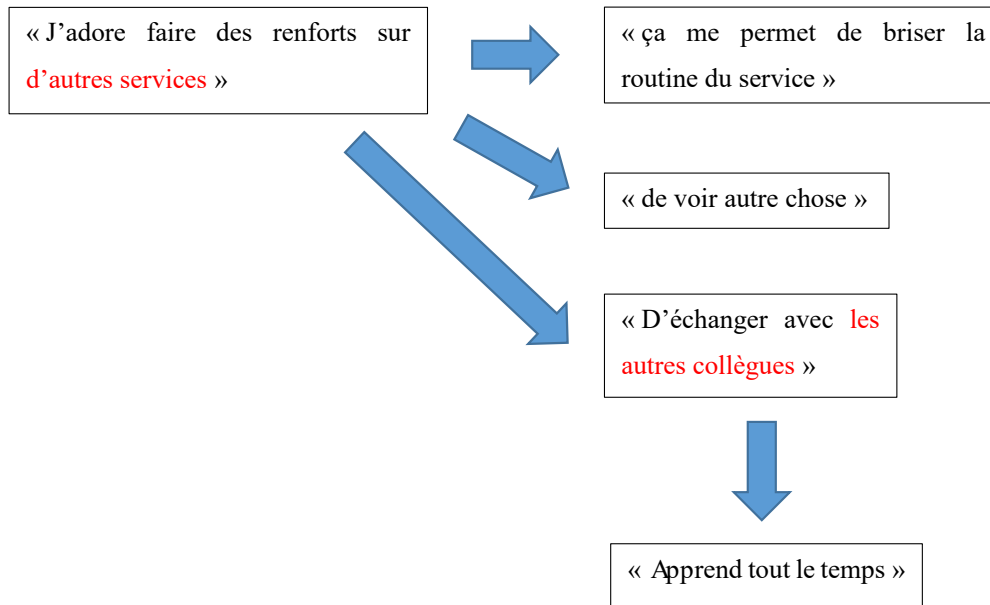 « J’adore faire des renforts sur
d’autres services »
« ça me permet de briser la
routine du service »
« de voir autre chose »
« D’échanger avec les
autres collègues »
« Apprend tout le temps »